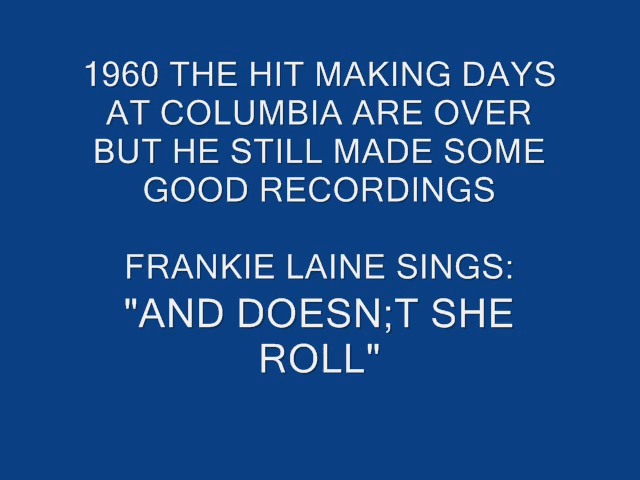 1960 THE HIT MAKING DAYS
AT COLUMBIA ARE OVER
BUT HE STILL MADE SOME
GOOD RECORDINGS
FRANKIE LAINE SINGS:
"AND DOESN;T SHE
ROLL"